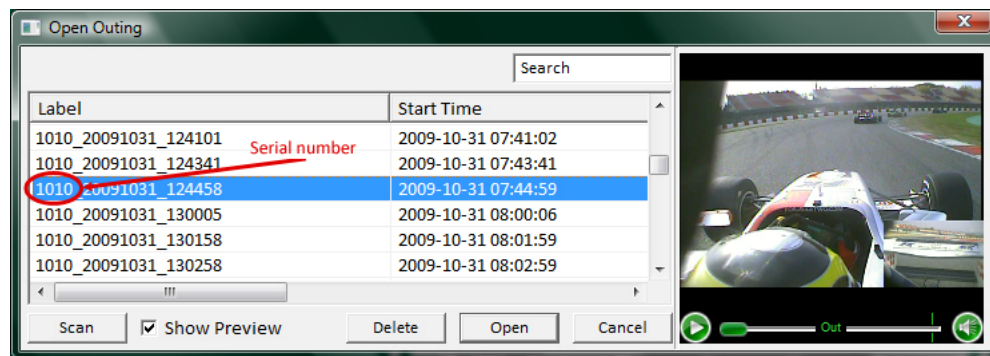 Open Outing
Search
Label Start Time
1010_20091031_124101 2009-10-31 07:41:02
Serial number
1010_20091031_124341 2009-10-31 07:43:41
1010_20091031_124458 2009-10-31 07:44:59
1010_20091031_130005 2009-10-31 08:00:06
1010_20091031_130158 2009-10-31 08:01:59
1010_20091031_130258 2009-10-31 08:02:59
Scan Show Preview Delete Open Cancel
Out